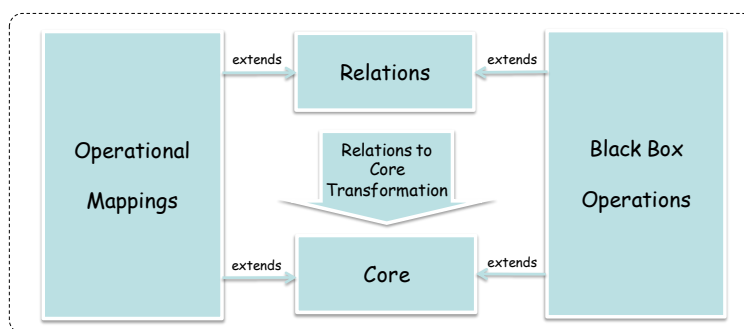 extends
Relations
extends
Operational
Mappings
Relations to
Core
Transformation
Black Box
Operations
extends
Core
extends